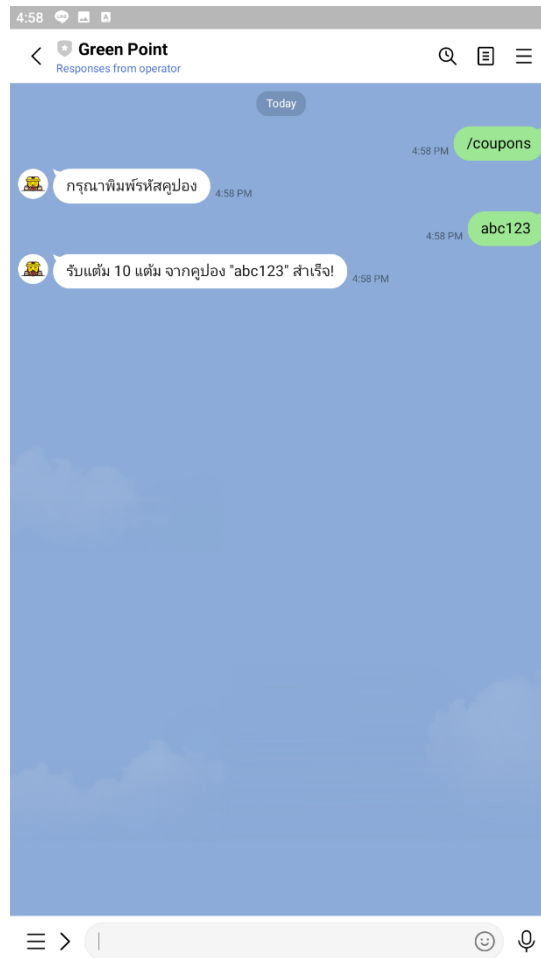 4:58
Green Point
Responses from operator
Today
4:58 PM /coupons
กรุณาพิมพ์รหัสคูปอง 4:58 PM
4:58 PM abc123
รับแต้ม 10 แต้ม จากคูปอง "abc123" สำเร็จ! 4:58 PM